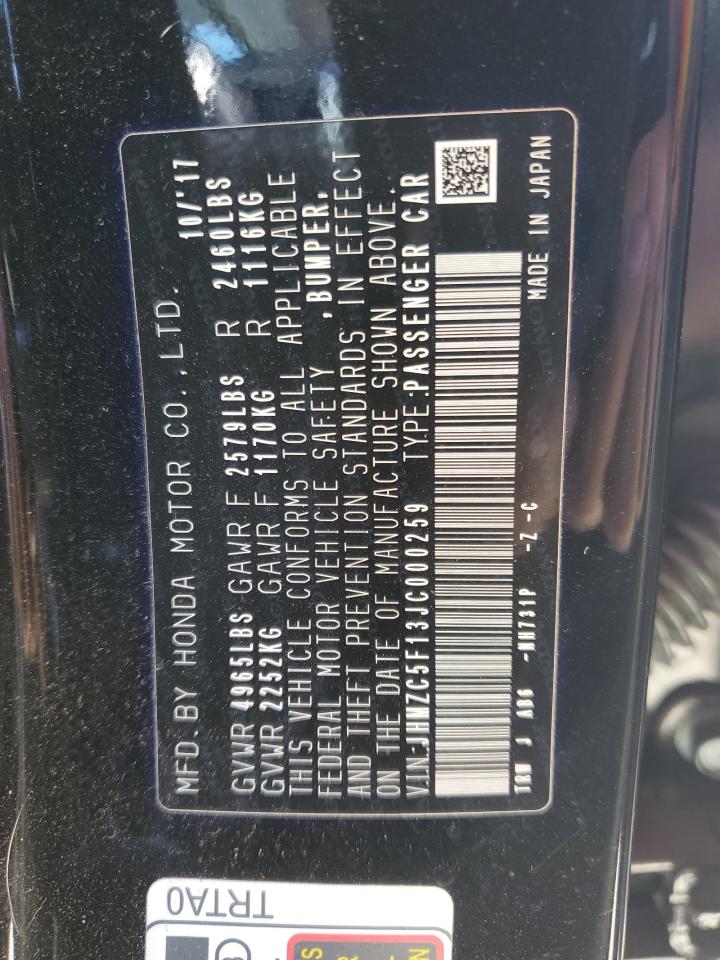 MFD. BY HONDA MOTOR CO., LTD. 10/'17
GVWR 4965LBS GAWR F 2579LBS R 2460LBS
GVWR 2252KG GAWR F 1170KG R 1116KG
THIS VEHICLE CONFORMS TO ALL APPLICABLE
FEDERAL MOTOR VEHICLE SAFETY ,BUMPER,
AND THEFT PREVENTION STANDARDS IN EFFECT
ON THE DATE OF MANUFACTURE SHOWN ABOVE.
VIN:JHMZC5F13JC000259 TYPE:PASSENGER CAR
TRW J ABG -NH731P -Z -C MADE IN JAPAN
TRTA0